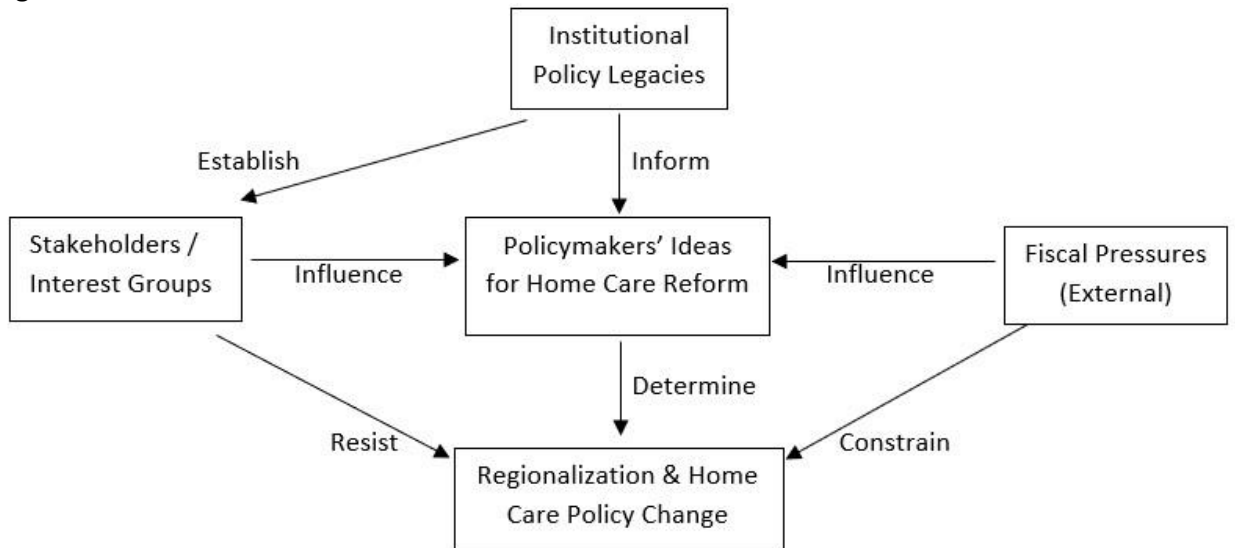 Institutional
Policy Legacies
Establish
Inform
Stakeholders /
Interest Groups
Influence
Policymakers’ Ideas
for Home Care Reform
Influence
Fiscal Pressures
(External)
Determine
Resist
Constrain
Regionalization & Home
Care Policy Change